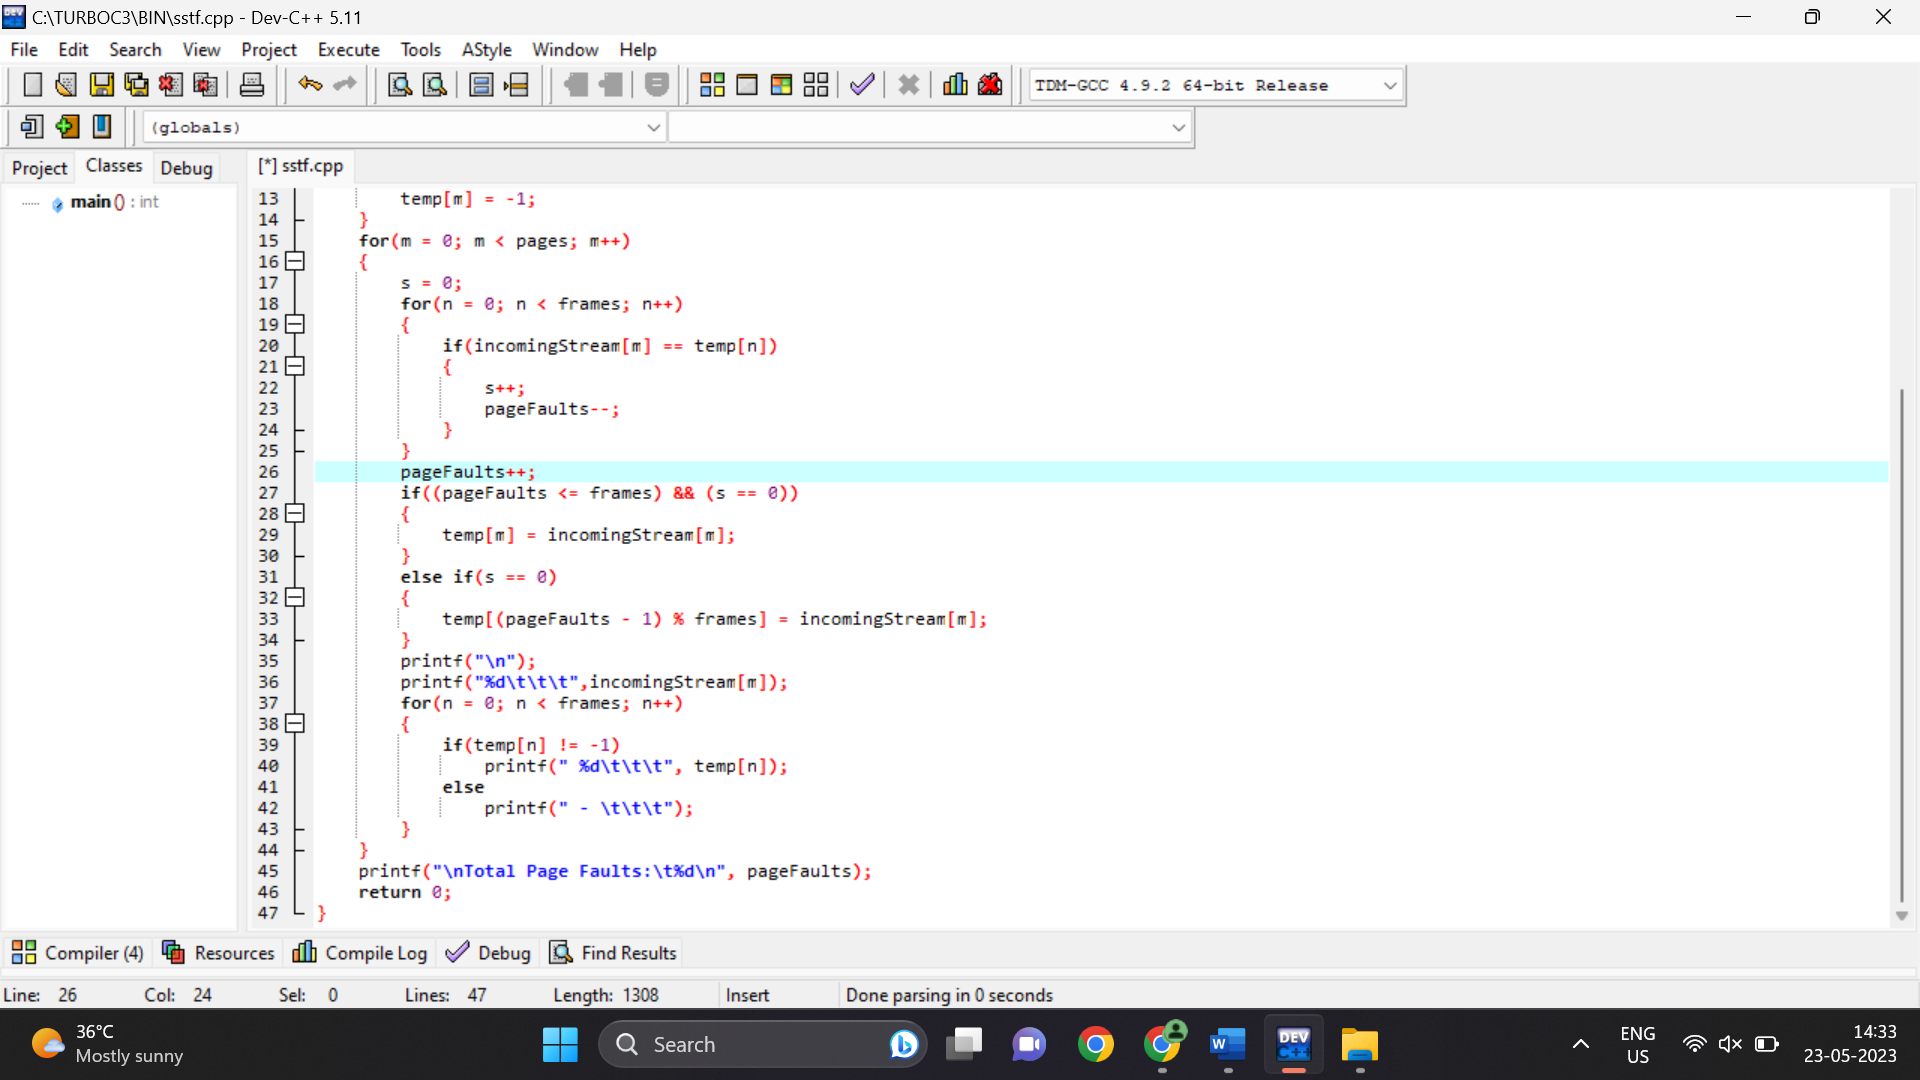 C:\TURBOC3\BIN\sstf.cpp - Dev-C++ 5.11
File Edit Search View Project Execute Tools AStyle Window Help
TDM-GCC 4.9.2 64-bit Release
(globals)
Project Classes Debug [*] sstf.cpp
main () : int
13 temp[m] = -1;
14 }
15 for(m = 0; m < pages; m++)
16 {
17 s = 0;
18 for(n = 0; n < frames; n++)
19 {
20 if(incomingStream[m] == temp[n])
21 {
22 s++;
23 pageFaults--;
24 }
25 }
26 pageFaults++;
27 if((pageFaults <= frames) && (s == 0))
28 {
29 temp[m] = incomingStream[m];
30 }
31 else if(s == 0)
32 {
33 temp[(pageFaults - 1) % frames] = incomingStream[m];
34 }
35 printf("\n");
36 printf("%d\t\t\t",incomingStream[m]);
37 for(n = 0; n < frames; n++)
38 {
39 if(temp[n] != -1)
40 printf(" %d\t\t\t", temp[n]);
41 else
42 printf(" - \t\t\t");
43 }
44 }
45 printf("\nTotal Page Faults:\t%d\n", pageFaults);
46 return 0;
47 }
Compiler (4) Resources Compile Log Debug Find Results
Line: 26 Col: 24 Sel: 0 Lines: 47 Length: 1308 Insert Done parsing in 0 seconds
36°C
Mostly sunny
Search
W
DEV
C++
ENG
US
14:33
23-05-2023